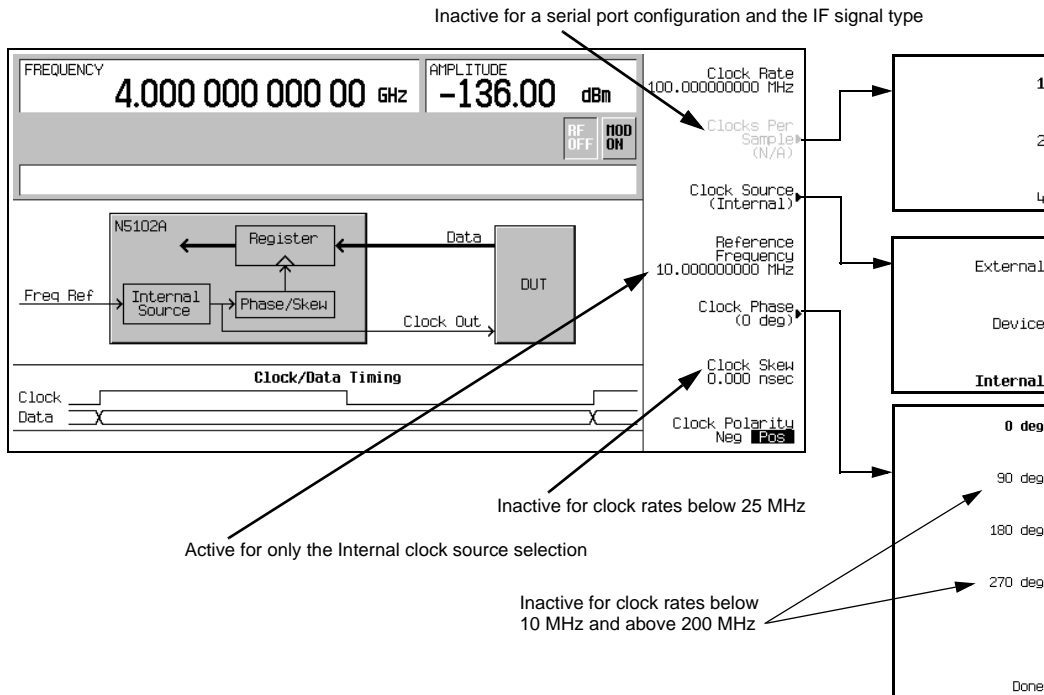 Inactive for a serial port configuration and the IF signal type
FREQUENCY
4.000 000 000 00 GHz
AMPLITUDE
-136.00 dBm
RF
OFF
MOD
ON
N5102A
Register
Data
DUT
Freq Ref
Internal
Source
Phase/Skew
Clock Out
Clock/Data Timing
Clock
Data
Clock Rate
100.000000000 MHz
Clocks Per
Sample
(N/A)
Clock Source
(Internal)
Reference
Frequency
10.000000000 MHz
Clock Phase
(0 deg)
Clock Skew
0.000 nsec
Clock Polarity
Neg Pos
1
2
4
External
Device
Internal
0 deg
90 deg
180 deg
270 deg
Done
Inactive for clock rates below 25 MHz
Active for only the Internal clock source selection
Inactive for clock rates below
10 MHz and above 200 MHz